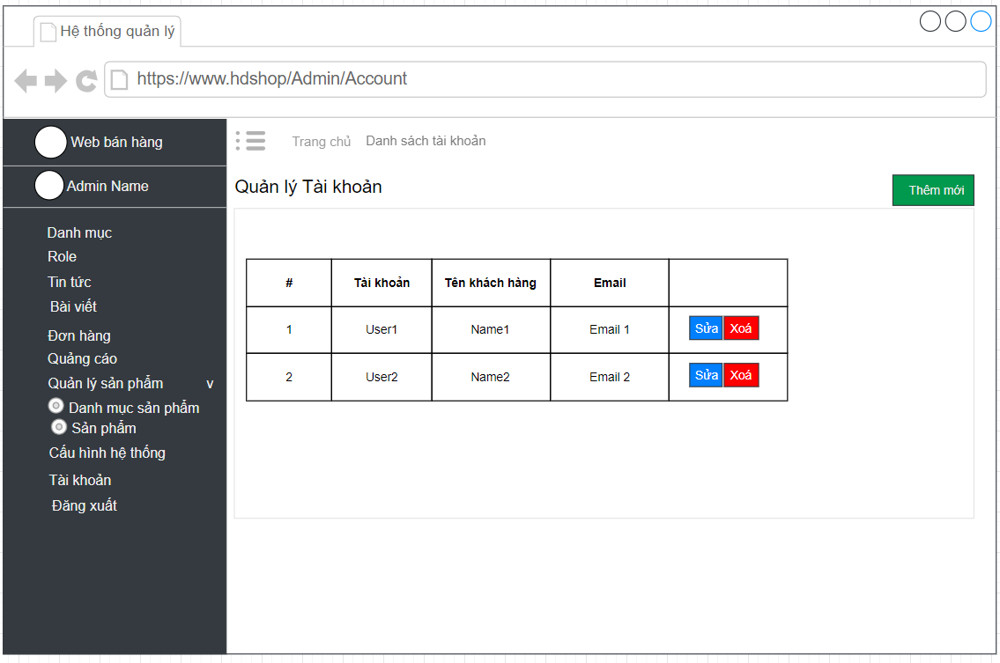 Hệ thống quản lý
https://www.hdshop/Admin/Account
Web bán hàng
Admin Name
Danh mục
Role
Tin tức
Bài viết
Đơn hàng
Quảng cáo
Quản lý sản phẩm v
Danh mục sản phẩm
Sản phẩm
Cấu hình hệ thống
Tài khoản
Đăng xuất
Trang chủ Danh sách tài khoản
Quản lý Tài khoản
Thêm mới
# Tài khoản Tên khách hàng Email
1 User1 Name1 Email 1 Sửa Xoá
2 User2 Name2 Email 2 Sửa Xoá